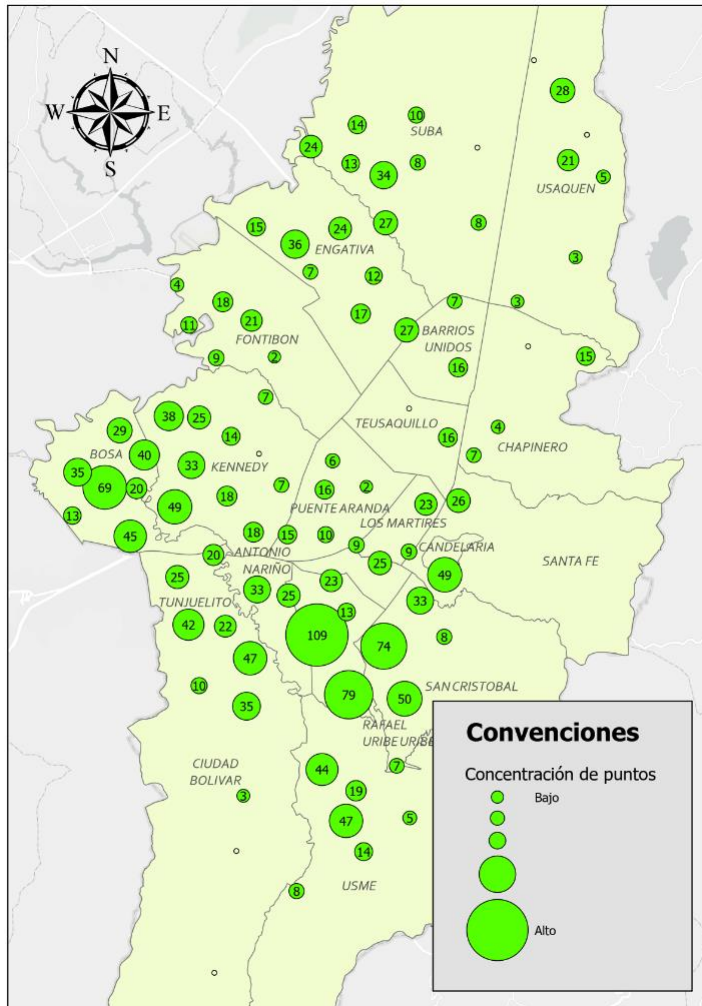 N
W
E
S
28
10
14
SUBA
24
21
13
8
34
5
USAQUEN
27
8
15
24
36
ENGATIVA
3
7
12
4
18
7
3
17
11
21
27
BARRIOS
UNIDOS
FONTIBON
9
2
15
16
7
38
25
TEUSAQUILLO
4
29
14
16
CHAPINERO
BOSA
40
7
33
KENNEDY
6
35
69
20
18
7
16
2
49
PUENTE ARANDA
23
26
13
LOS MARTIRES
45
18
15
10
9
20
ANTONIO
NARIÑO
9
CANDELARIA
SANTA FE
25
25
23
49
33
25
33
TUNJUELITO
13
42
22
109
74
8
47
10
79
50
SAN CRISTOBAL
35
RAFAEL
URIBE URIBE
44
7
CIUDAD
BOLIVAR
19
3
47
5
14
8
USME
Convenciones
Concentración de puntos
Bajo
Alto